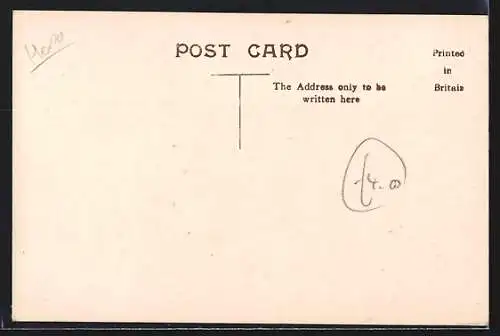 POST CARD
Printed
in
Britain
The Address only to be
written here